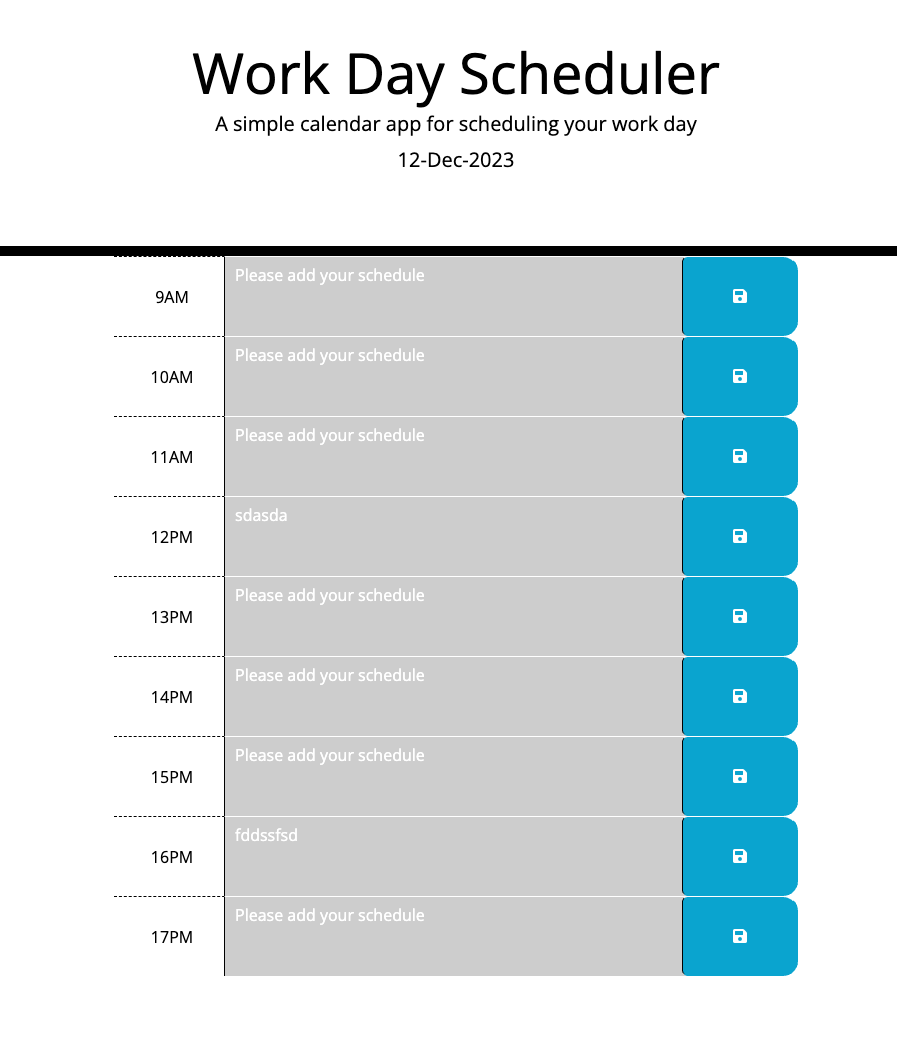 Work Day Scheduler
A simple calendar app for scheduling your work day
12-Dec-2023
9AM
Please add your schedule
10AM
Please add your schedule
11AM
Please add your schedule
12PM
sdasda
13PM
Please add your schedule
14PM
Please add your schedule
15PM
Please add your schedule
16PM
fddssfsd
17PM
Please add your schedule